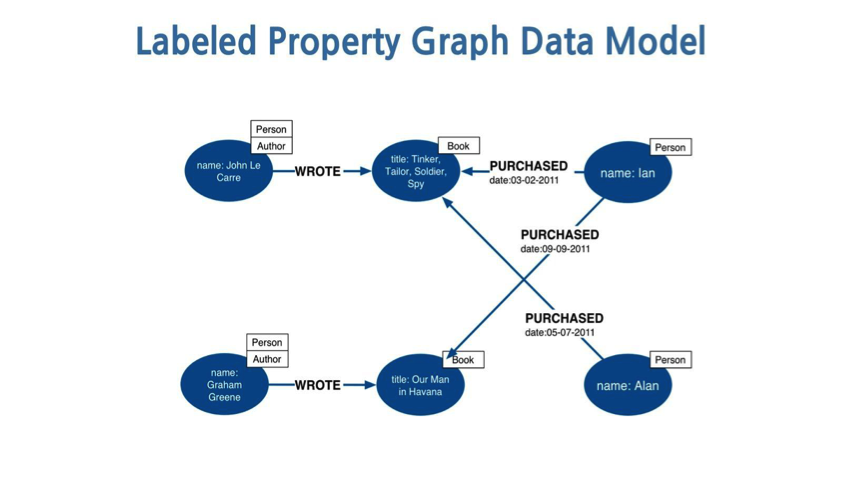 Labeled Property Graph Data Model
Person
Author
name: John Le
Carre
WROTE
Book
title: Tinker,
Tailor, Soldier,
Spy
PURCHASED
date:03-02-2011
Person
name: Ian
PURCHASED
date:09-09-2011
PURCHASED
date:05-07-2011
Person
Author
name:
Graham
Greene
WROTE
Book
title: Our Man
in Havana
Person
name: Alan